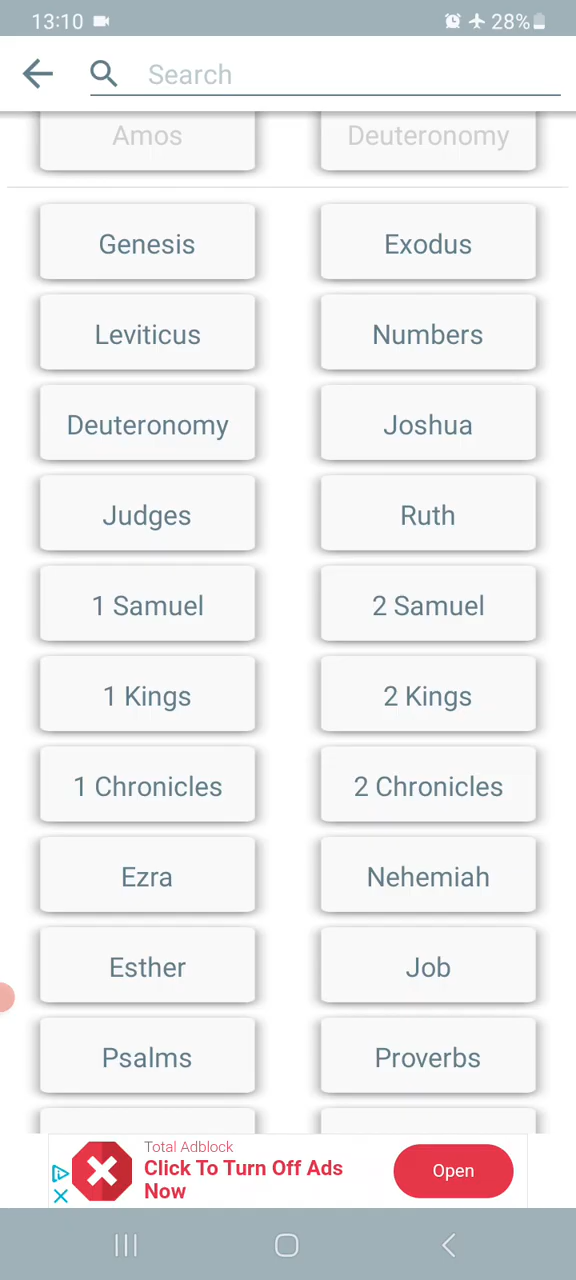 13:10 28%
Search
Amos Deuteronomy
Genesis Exodus
Leviticus Numbers
Deuteronomy Joshua
Judges Ruth
1 Samuel 2 Samuel
1 Kings 2 Kings
1 Chronicles 2 Chronicles
Ezra Nehemiah
Esther Job
Psalms Proverbs
Total Adblock
Click To Turn Off Ads
Now
Open